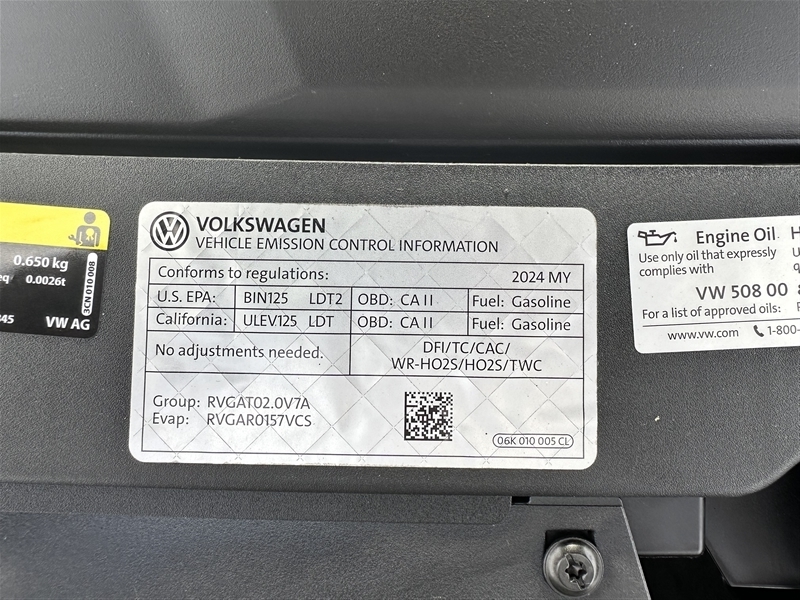 0.650 kg
0.0026t
3CN 010 008
VW AG
VOLKSWAGEN
VEHICLE EMISSION CONTROL INFORMATION
Conforms to regulations: 2024 MY
U.S. EPA: BIN125 LDT2 OBD: CA II Fuel: Gasoline
California: ULEV125 LDT OBD: CA II Fuel: Gasoline
No adjustments needed. DFI/TC/CAC/
WR-HO2S/HO2S/TWC
Group: RVGAT02.0V7A
Evap: RVGAR0157VCS
06K 010 005 CL
Engine Oil
Use only oil that expressly
complies with
VW 508 00
For a list of approved oils:
www.vw.com 1-800-